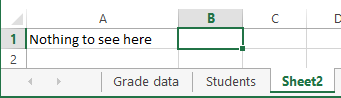 A B C D
1 Nothing to see here
2
Grade data Students Sheet2